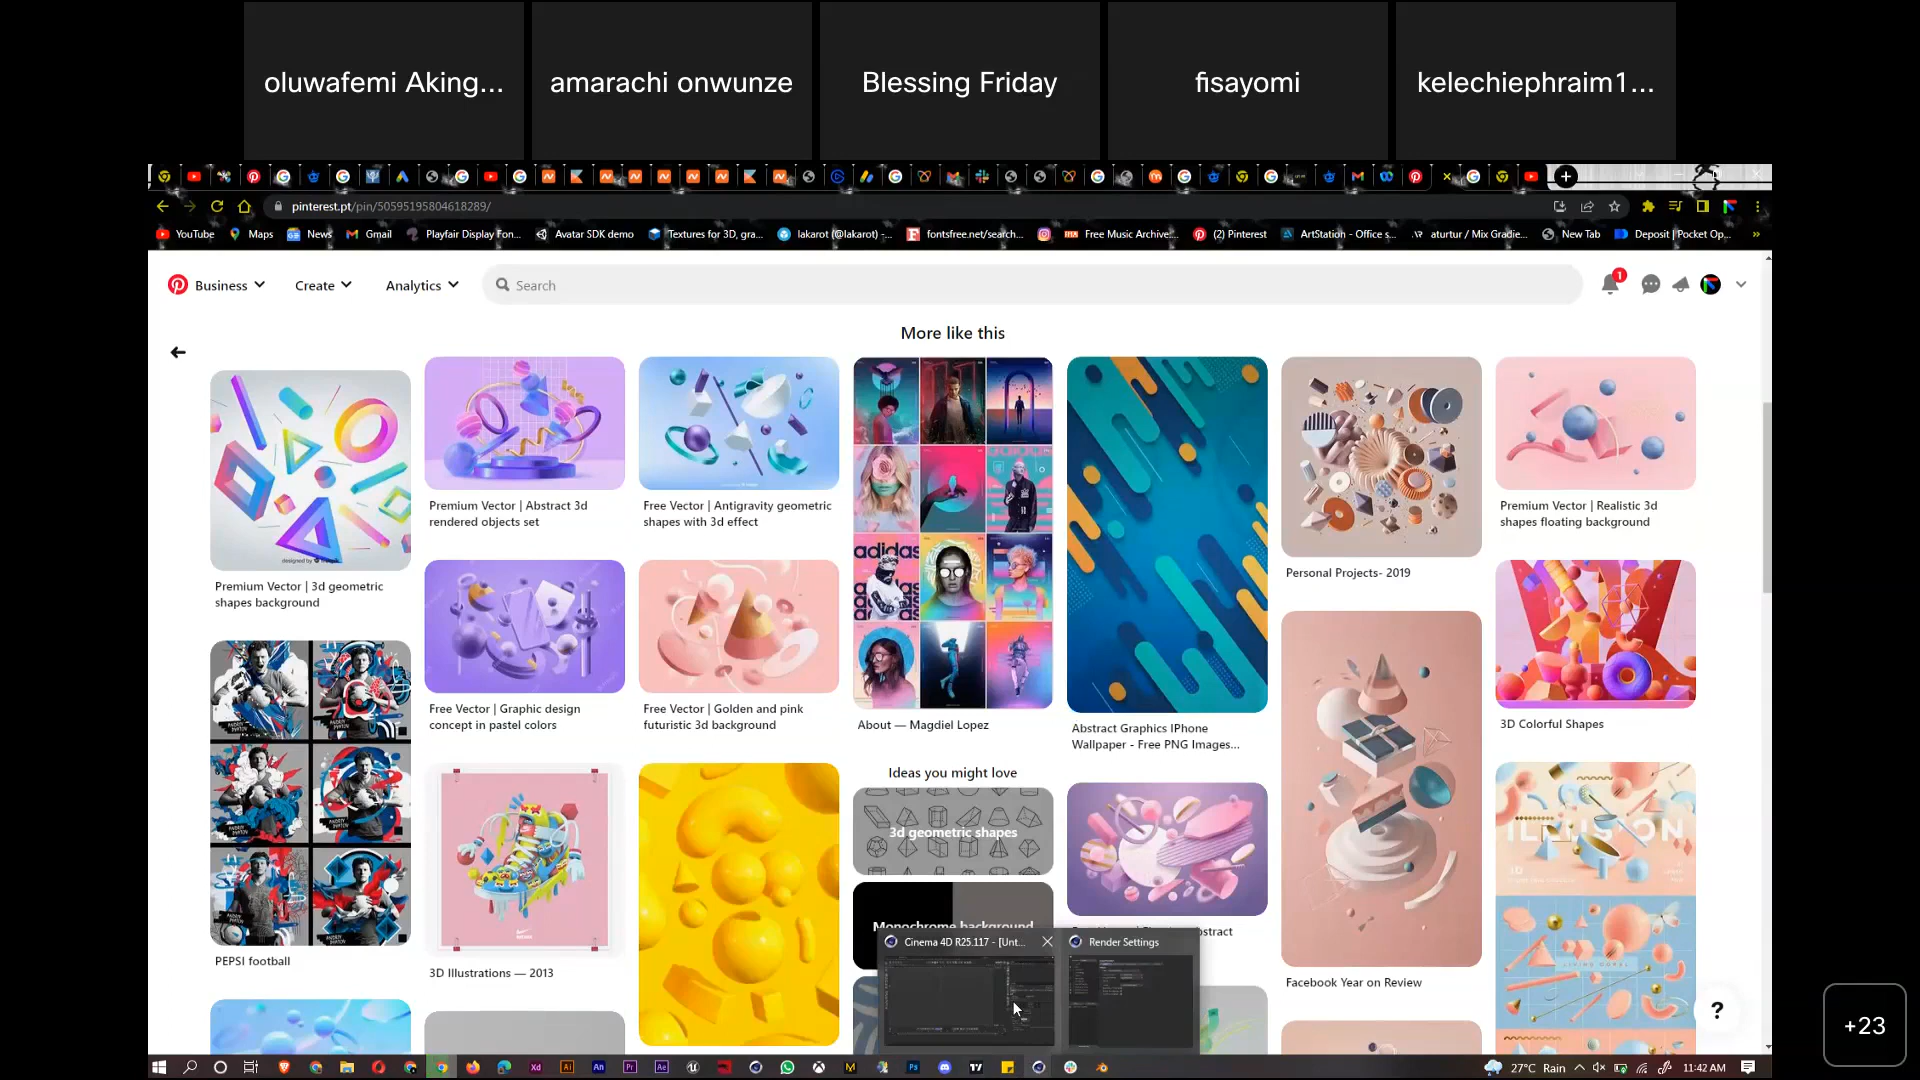 oluwafemi Aking...
amarachi onwunze
Blessing Friday
fisayomi
kelechiephraim1...
pinterest.pt/pin/50595195804618289/
YouTube
Maps
News
Gmail
Playfair Display Fon...
Avatar SDK demo
Textures for 3D, gra...
lakarot (@lakarot) -...
fontsfree.net/search...
Free Music Archive:...
(2) Pinterest
ArtStation - Office s...
aturtur / Mix Gradie...
New Tab
Deposit | Pocket Op...
Business
Create
Analytics
Search
1
More like this
Premium Vector | 3d geometric
shapes background
PEPSI football
Premium Vector | Abstract 3d
rendered objects set
Free Vector | Graphic design
concept in pastel colors
3D Illustrations — 2013
Free Vector | Antigravity geometric
shapes with 3d effect
Free Vector | Golden and pink
futuristic 3d background
adidas
About — Magdiel Lopez
Ideas you might love
3d geometric shapes
Monochrome background
Abstract Graphics IPhone
Wallpaper - Free PNG Images...
Personal Projects- 2019
Facebook Year on Review
Premium Vector | Realistic 3d
shapes floating background
3D Colorful Shapes
Cinema 4D R25.117 - [Unt...
Render Settings
?
+23
27°C Rain
11:42 AM